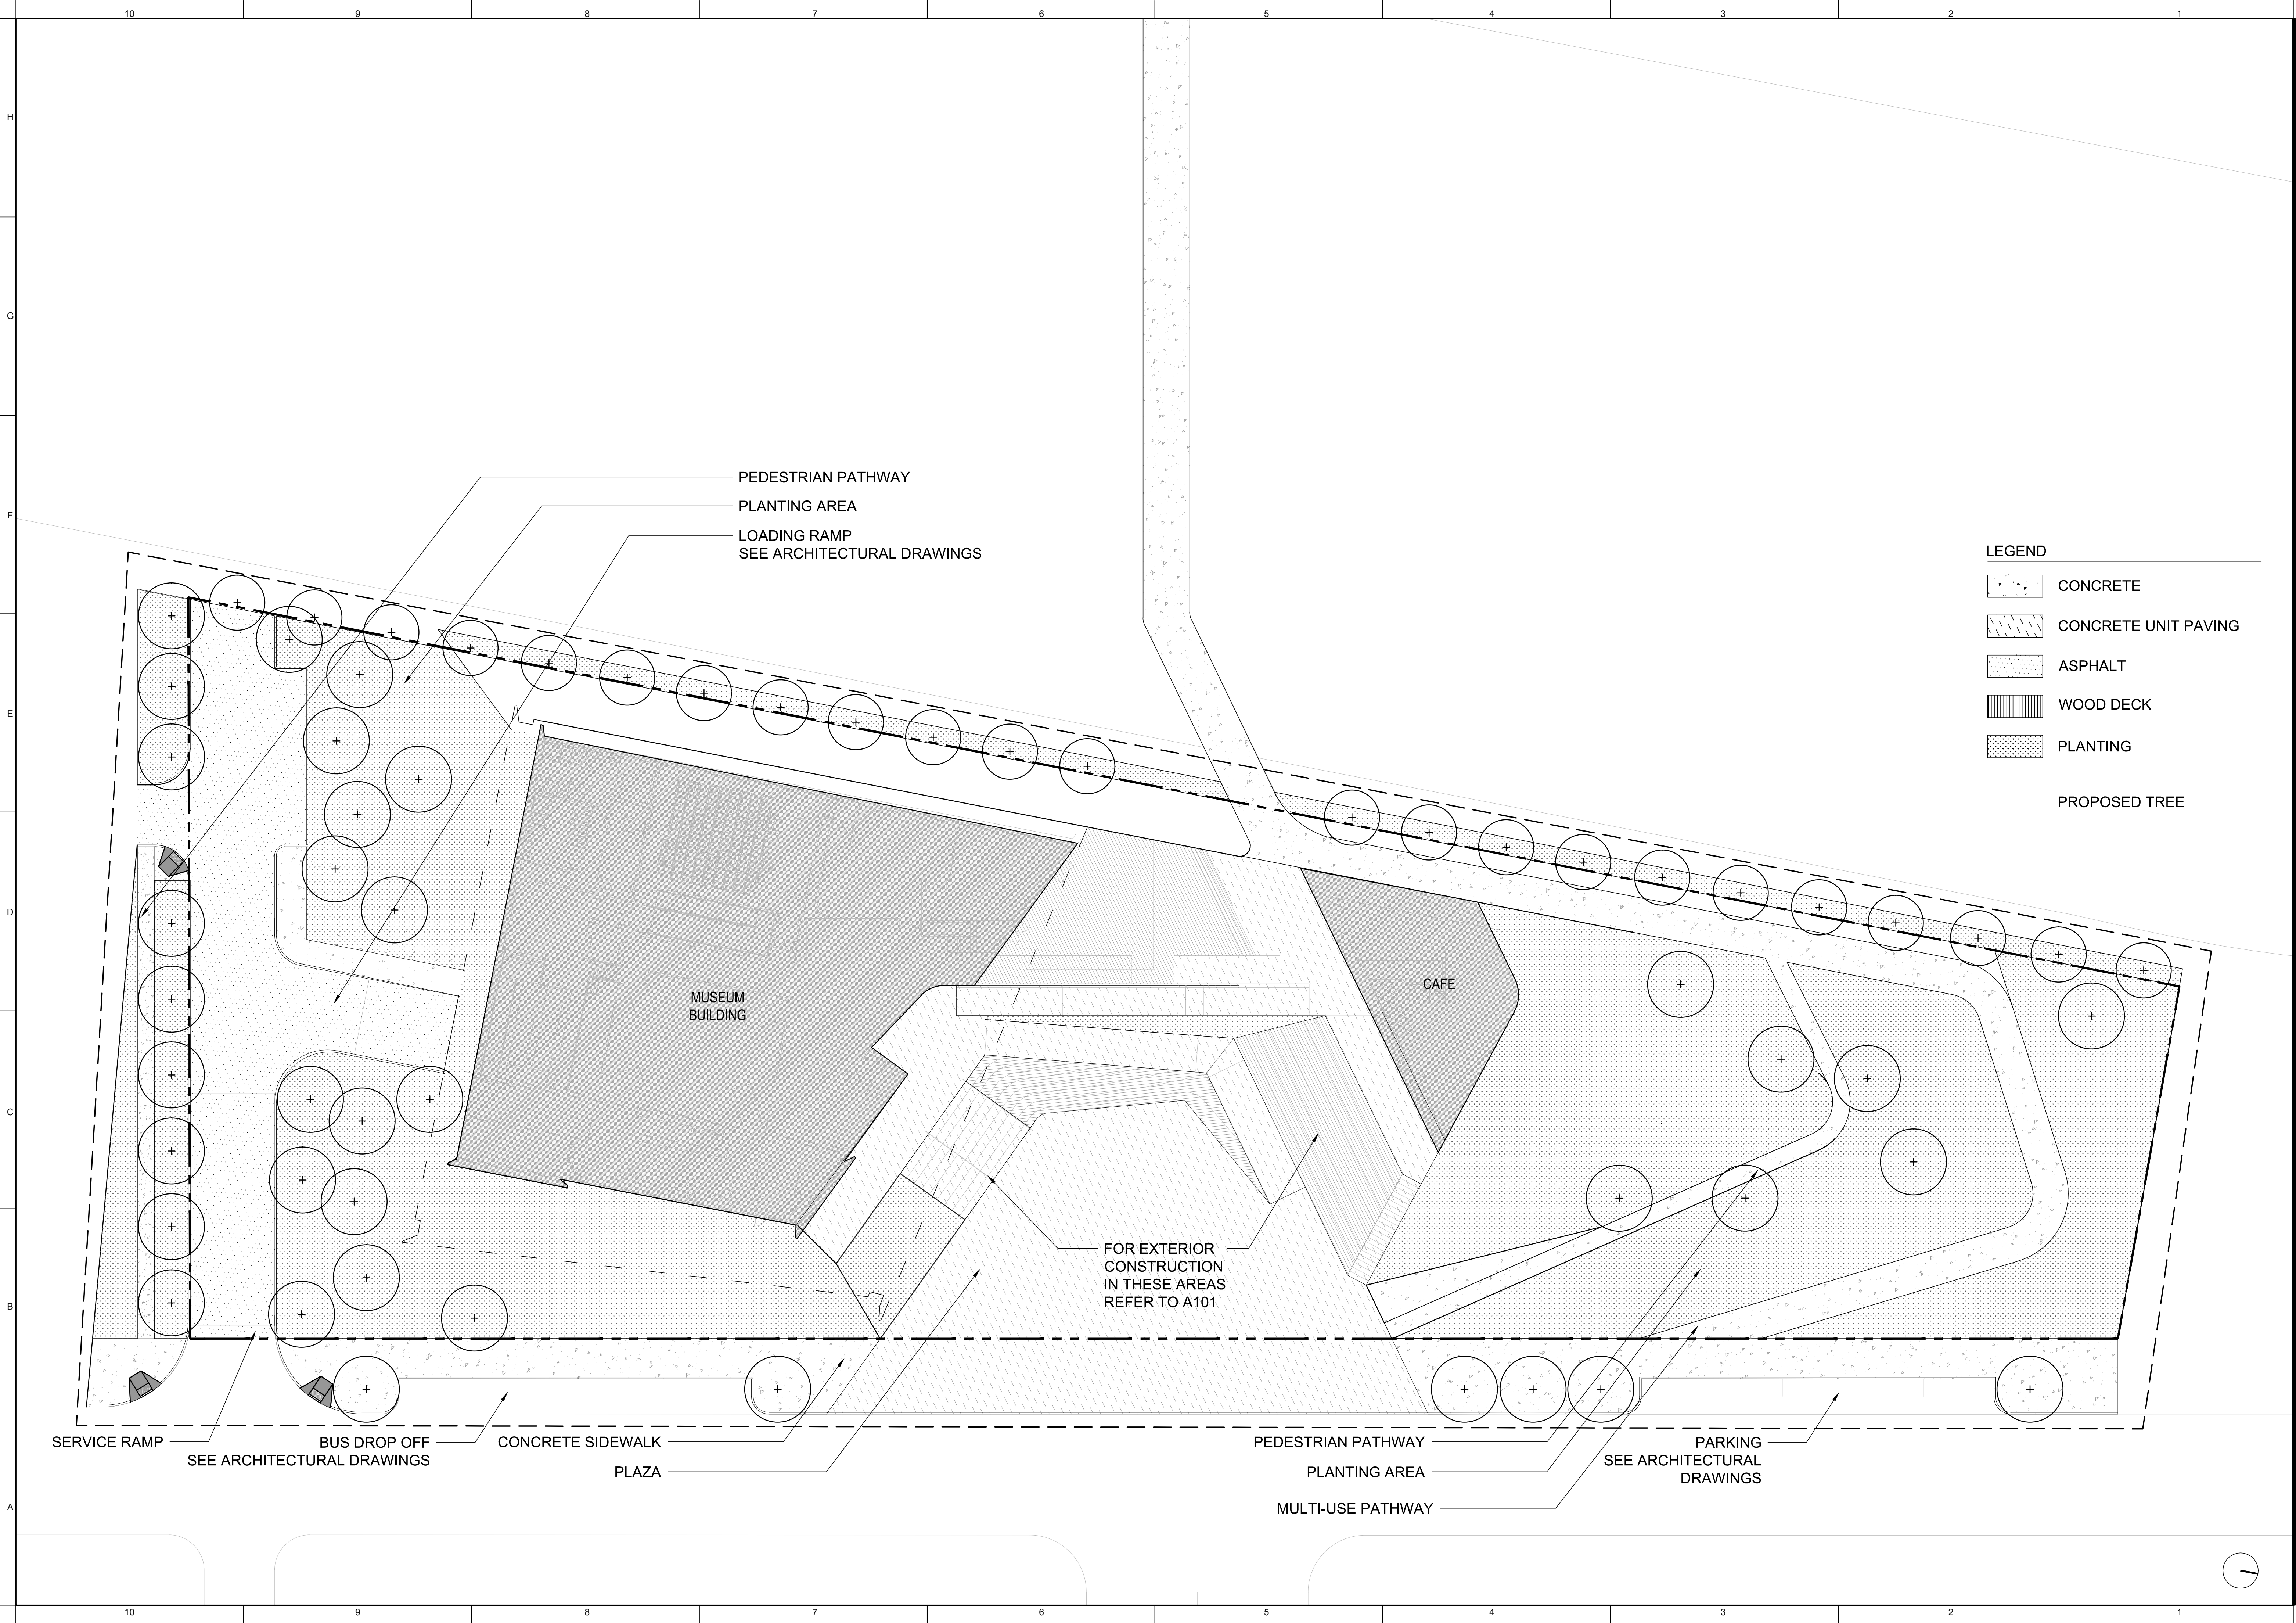 10 9 8 7 6 5 4 3 2 1
H
G
F
E
D
C
B
A
PEDESTRIAN PATHWAY
PLANTING AREA
LOADING RAMP
SEE ARCHITECTURAL DRAWINGS
LEGEND
CONCRETE
CONCRETE UNIT PAVING
ASPHALT
WOOD DECK
PLANTING
PROPOSED TREE
MUSEUM
BUILDING
CAFE
FOR EXTERIOR
CONSTRUCTION
IN THESE AREAS
REFER TO A101
SERVICE RAMP
BUS DROP OFF
SEE ARCHITECTURAL DRAWINGS
CONCRETE SIDEWALK
PLAZA
PEDESTRIAN PATHWAY
PLANTING AREA
MULTI-USE PATHWAY
PARKING
SEE ARCHITECTURAL
DRAWINGS
10 9 8 7 6 5 4 3 2 1